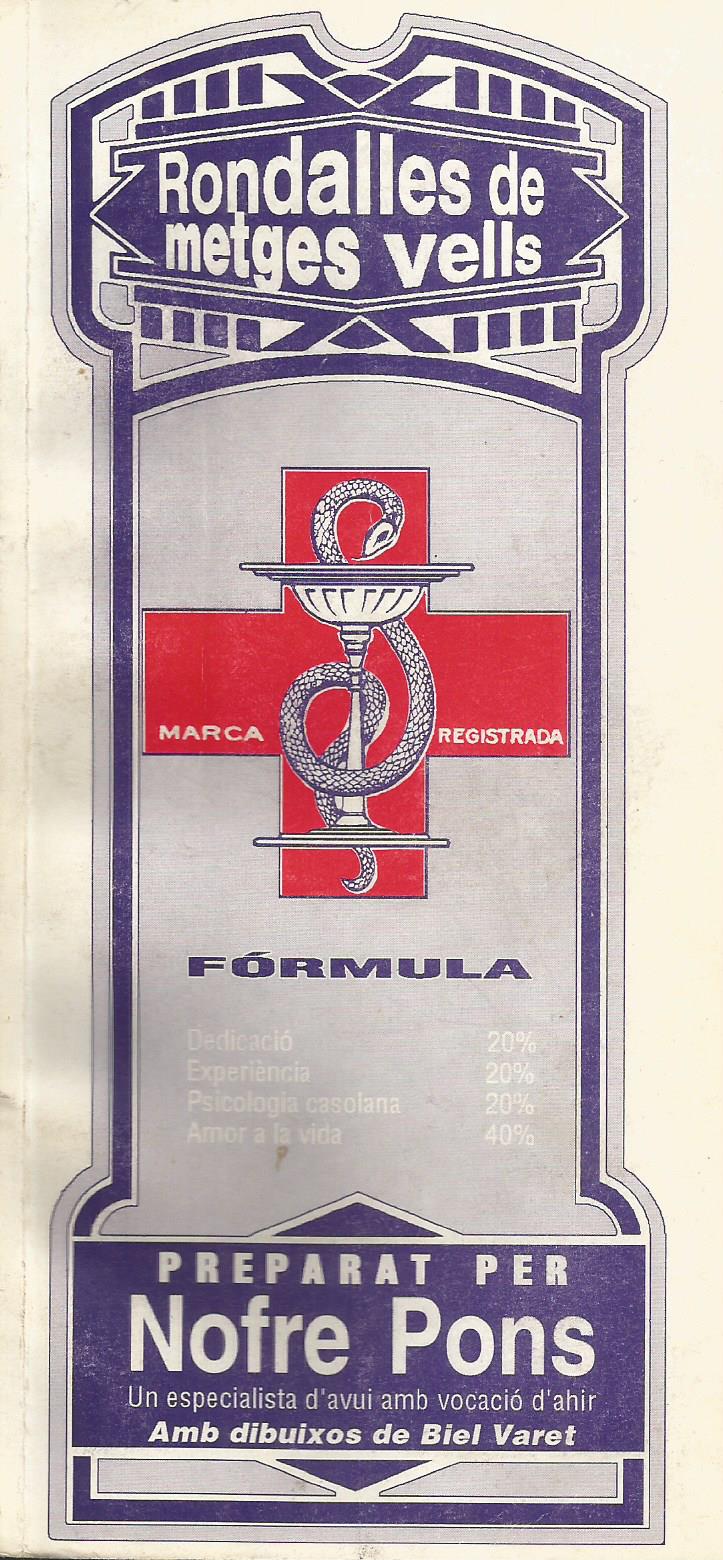 Rondalles de
metges vells
MARCA REGISTRADA
FÓRMULA
Dedicació 20%
Experiència 20%
Psicologia casolana 20%
Amor a la vida 40%
PREPARAT PER
Nofre Pons
Un especialista d'avui amb vocació d'ahir
Amb dibuixos de Biel Varet